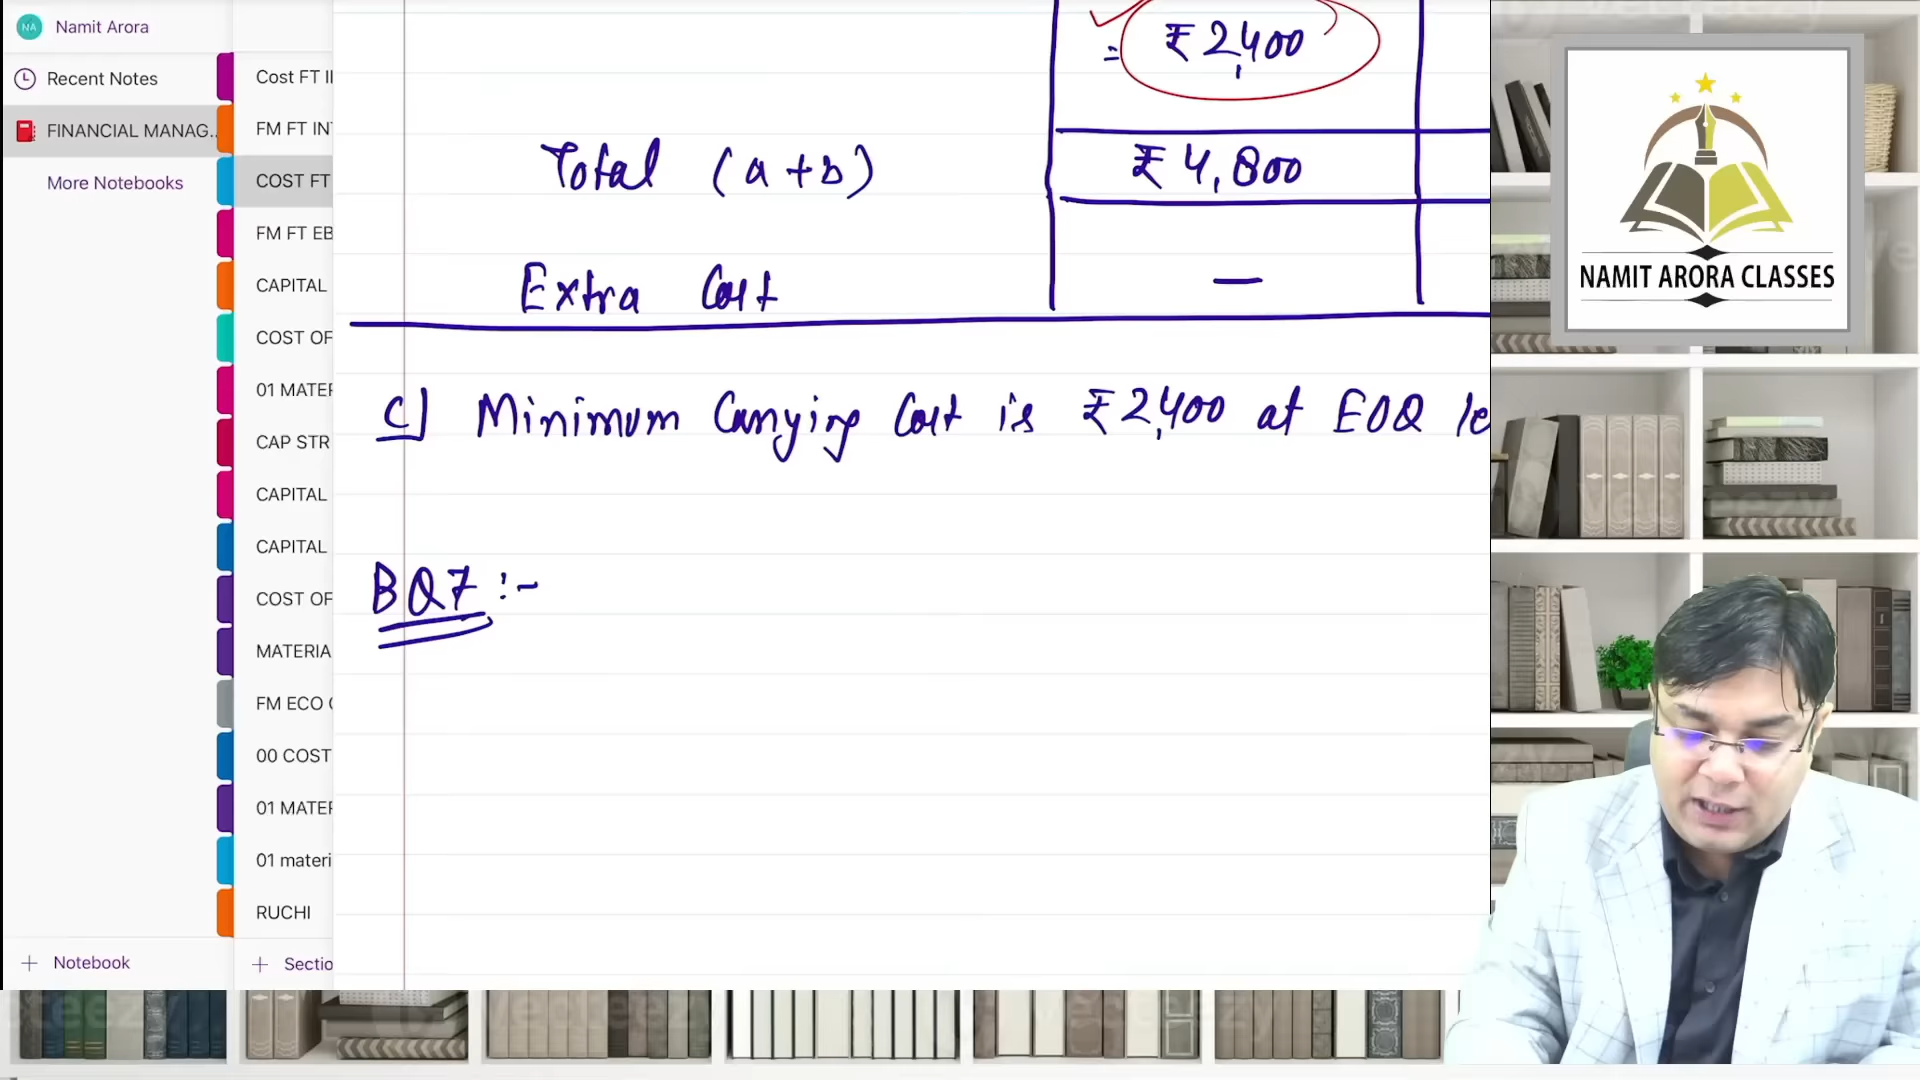 NA Namit Arora
Recent Notes
FINANCIAL MANAG...
More Notebooks
+ Notebook
Cost FT II
FM FT IN
COST FT
FM FT EB
CAPITAL
COST OF
01 MATER
CAP STR
CAPITAL
CAPITAL
COST OF
MATERIA
FM ECO
00 COST
01 MATER
01 materi
RUCHI
+ Sectio
= ₹ 2,400
Total (a+b) ₹ 4,800
Extra Cost —
C] Minimum Carrying Cost is ₹ 2,400 at EOQ le
BQ7 :-
NAMIT ARORA CLASSES